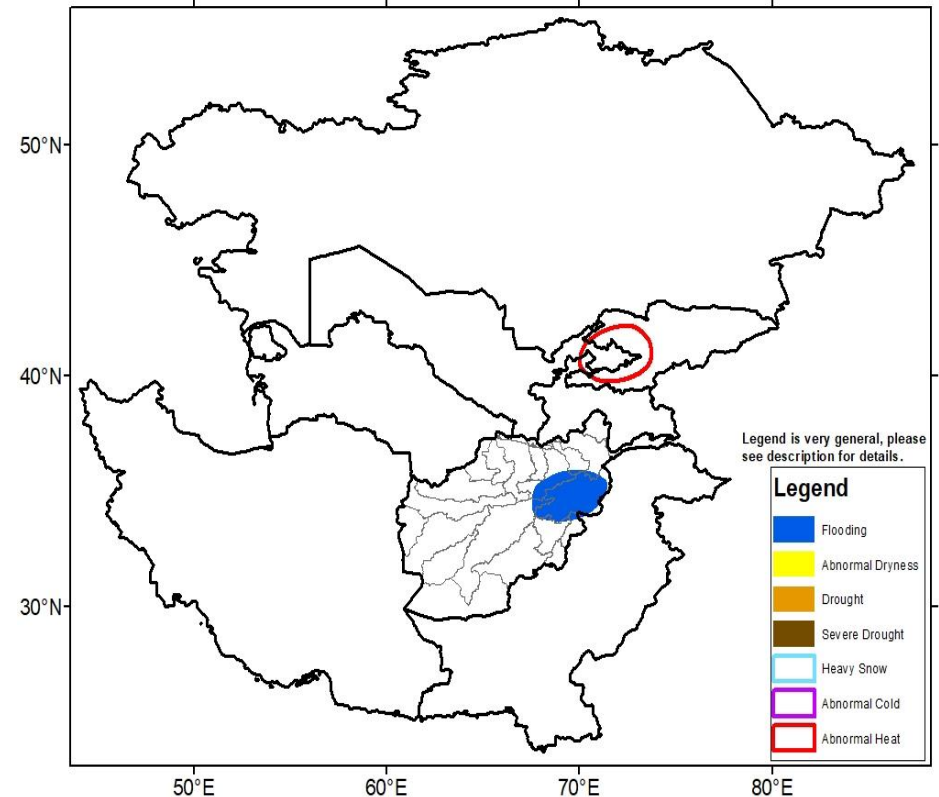 50°N
40°N
30°N
50°E
60°E
70°E
80°E
Legend is very general, please
see description for details.
Legend
Flooding
Abnormal Dryness
Drought
Severe Drought
Heavy Snow
Abnormal Cold
Abnormal Heat